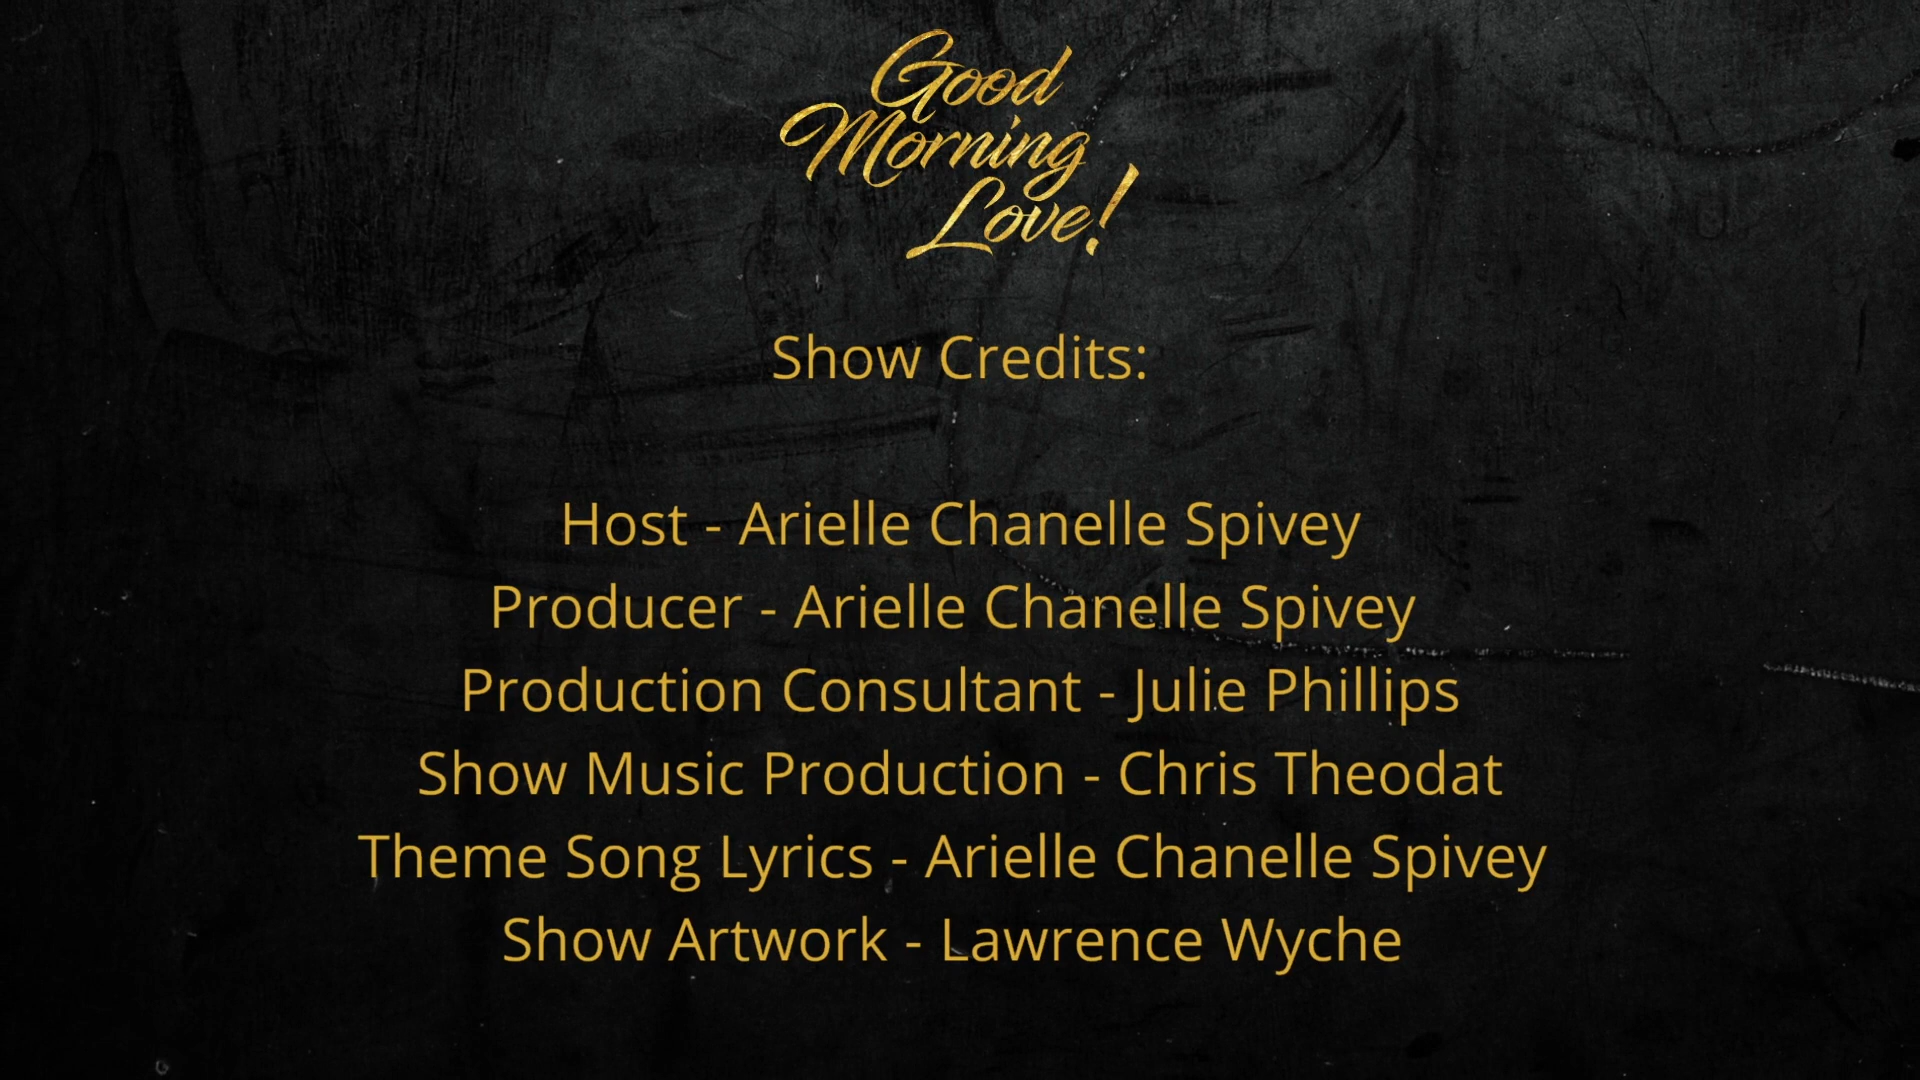 Good
Morning
Love!
Show Credits:
Host - Arielle Chanelle Spivey
Producer - Arielle Chanelle Spivey
Production Consultant - Julie Phillips
Show Music Production - Chris Theodat
Theme Song Lyrics - Arielle Chanelle Spivey
Show Artwork - Lawrence Wyche